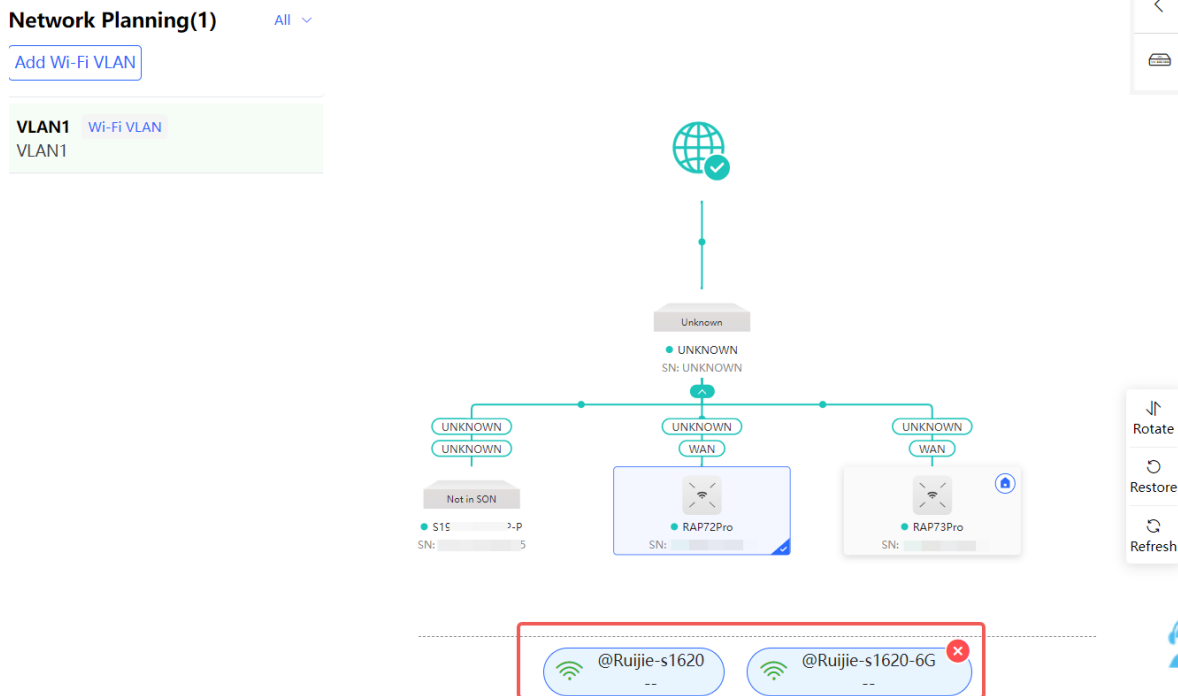 Network Planning(1)
All
Add Wi-Fi VLAN
VLAN1
Wi-Fi VLAN
VLAN1
Unknown
UNKNOWN
SN: UNKNOWN
UNKNOWN
UNKNOWN
UNKNOWN
UNKNOWN
WAN
WAN
Not in SON
S19 P-P
RAP72Pro
RAP73Pro
SN: 5
SN:
SN:
Rotate
Restore
Refresh
@Ruijie-s1620
--
@Ruijie-s1620-6G
--